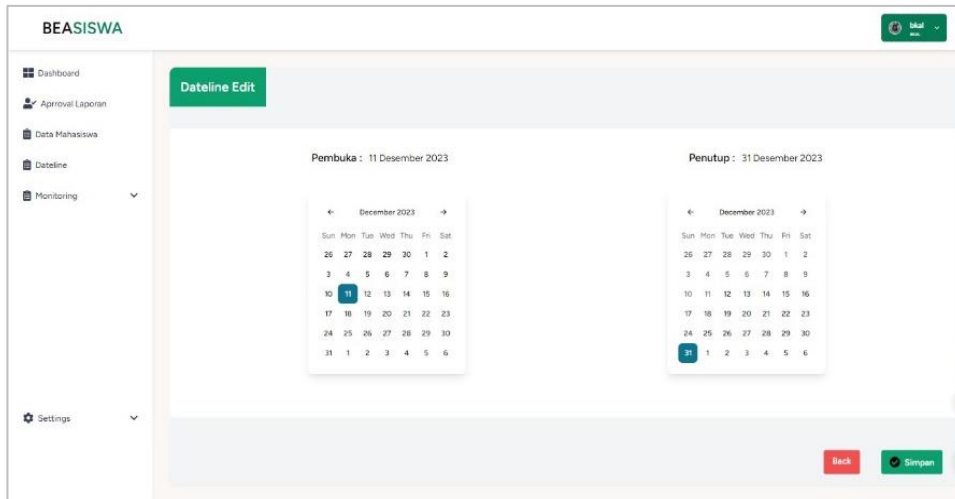 BEASISWA
bkal
BKAL
Dashboard
Aprroval Laporan
Data Mahasiswa
Dateline
Monitoring
Settings
Dateline Edit
Pembuka : 11 Desember 2023
← December 2023 →
Sun Mon Tue Wed Thu Fri Sat
26 27 28 29 30 1 2
3 4 5 6 7 8 9
10 11 12 13 14 15 16
17 18 19 20 21 22 23
24 25 26 27 28 29 30
31 1 2 3 4 5 6
Penutup : 31 Desember 2023
← December 2023 →
Sun Mon Tue Wed Thu Fri Sat
26 27 28 29 30 1 2
3 4 5 6 7 8 9
10 11 12 13 14 15 16
17 18 19 20 21 22 23
24 25 26 27 28 29 30
31 1 2 3 4 5 6
Back
Simpan